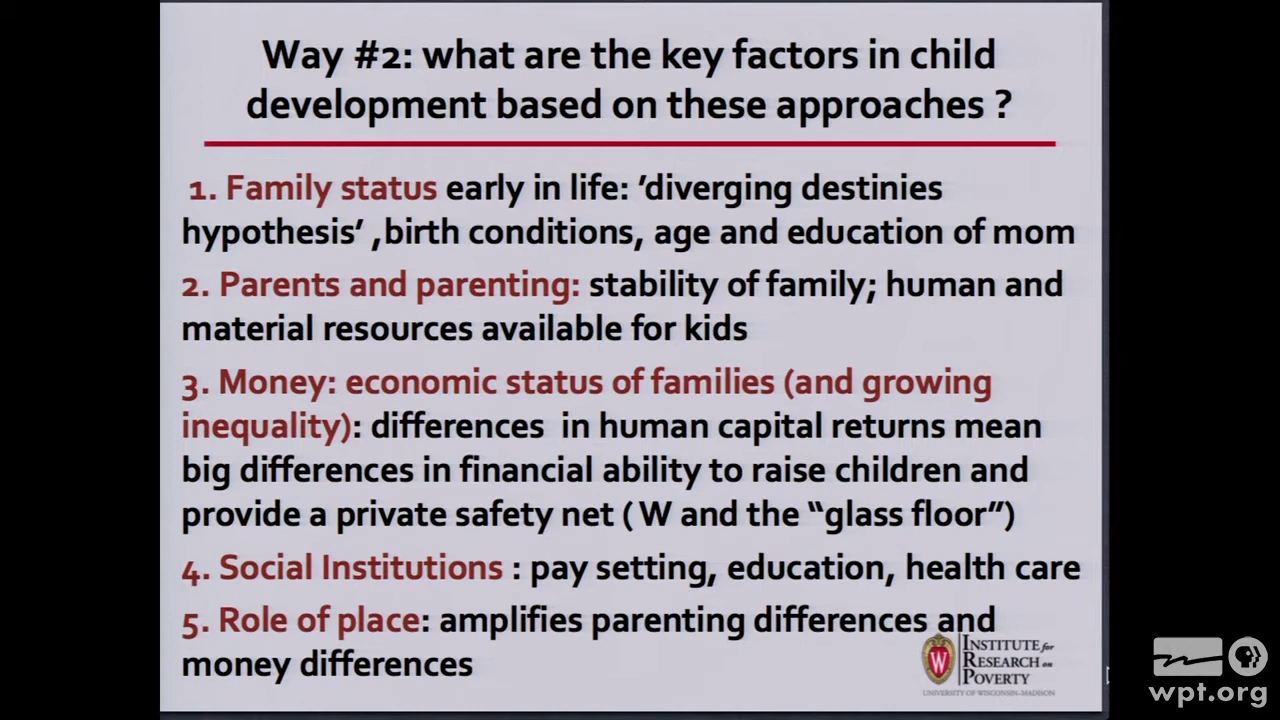 Way #2: what are the key factors in child
development based on these approaches ?
1. Family status early in life: ’diverging destinies
hypothesis’ ,birth conditions, age and education of mom
2. Parents and parenting: stability of family; human and
material resources available for kids
3. Money: economic status of families (and growing
inequality): differences in human capital returns mean
big differences in financial ability to raise children and
provide a private safety net ( W and the “glass floor”)
4. Social Institutions : pay setting, education, health care
5. Role of place: amplifies parenting differences and
money differences
W
INSTITUTE for
RESEARCH on
POVERTY
UNIVERSITY OF WISCONSIN–MADISON
wpt.org